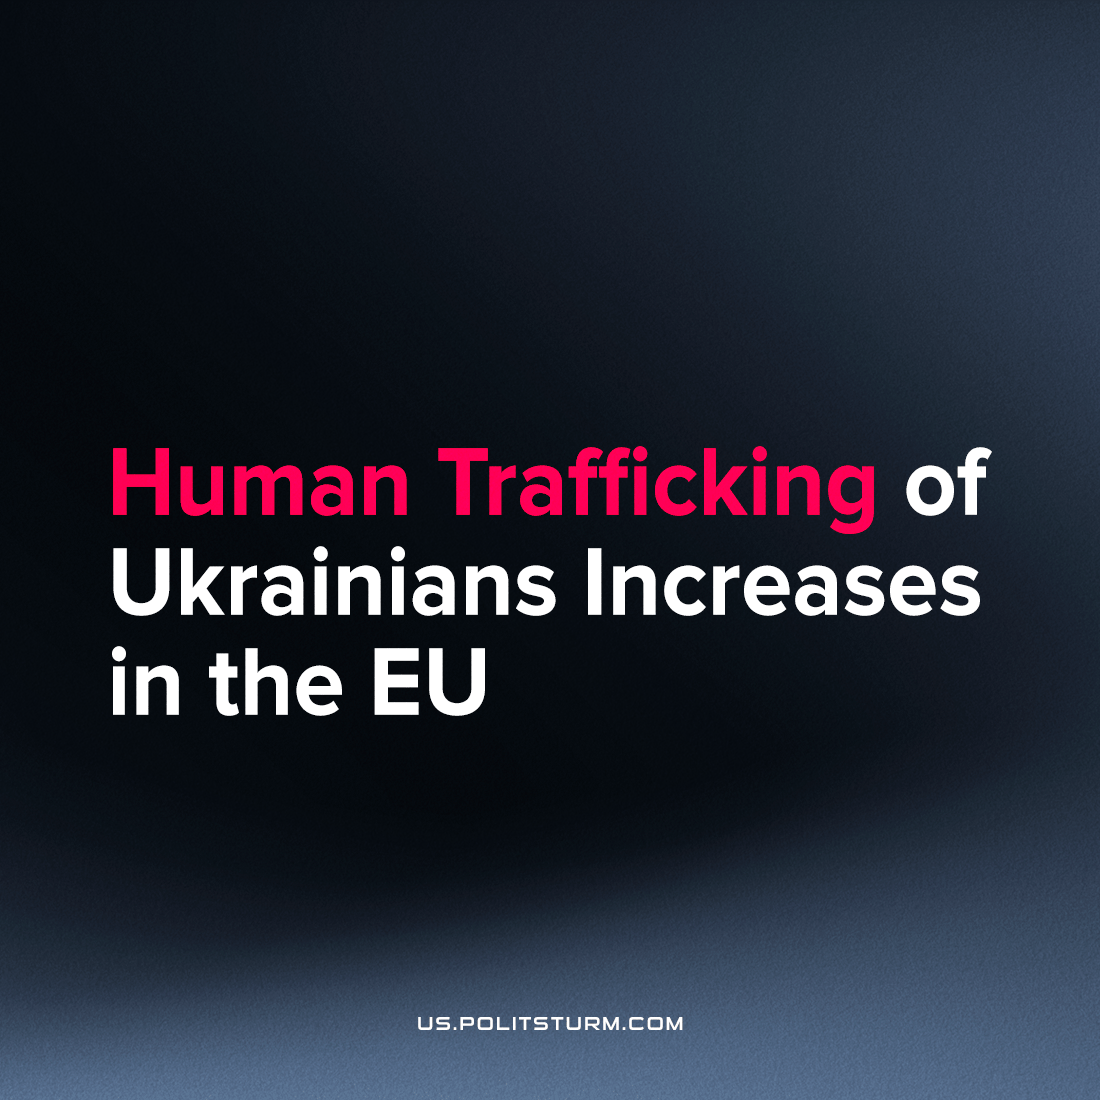 Human Trafficking of
Ukrainians Increases
in the EU
US.POLITSTURM.COM